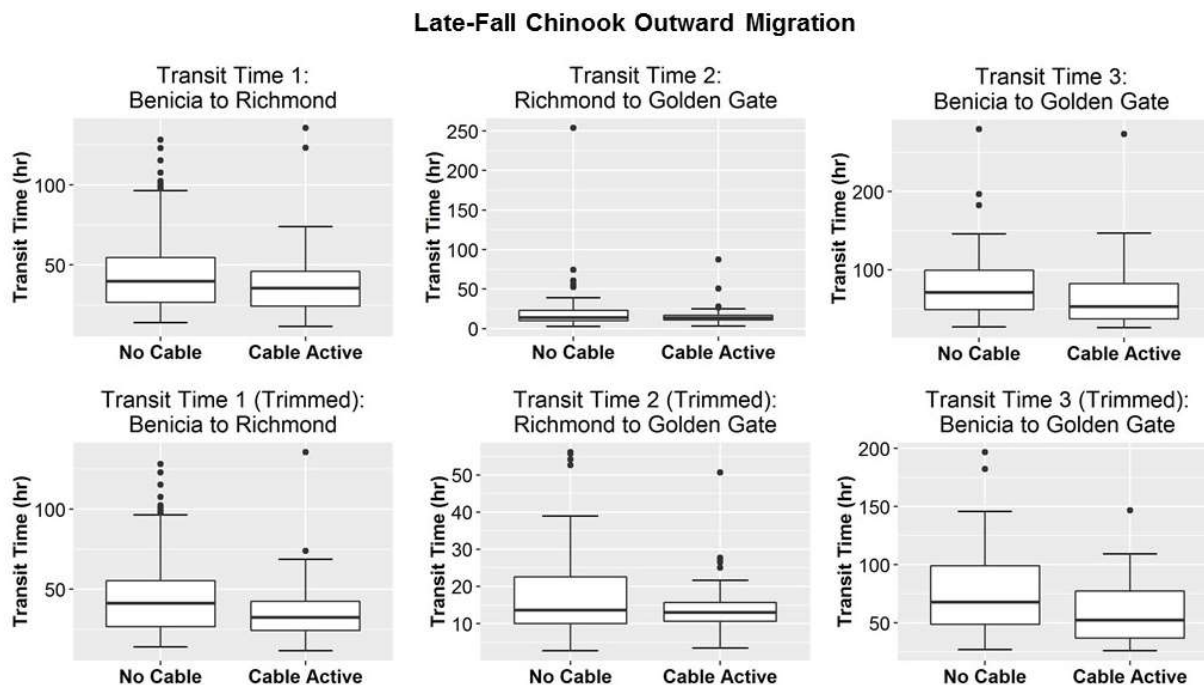 Late-Fall Chinook Outward Migration
Transit Time 1:
Benicia to Richmond
Transit Time (hr)
100
50
No Cable
Cable Active
Transit Time 2:
Richmond to Golden Gate
Transit Time (hr)
250
200
150
100
50
0
No Cable
Cable Active
Transit Time 3:
Benicia to Golden Gate
Transit Time (hr)
200
100
No Cable
Cable Active
Transit Time 1 (Trimmed):
Benicia to Richmond
Transit Time (hr)
100
50
No Cable
Cable Active
Transit Time 2 (Trimmed):
Richmond to Golden Gate
Transit Time (hr)
50
40
30
20
10
No Cable
Cable Active
Transit Time 3 (Trimmed):
Benicia to Golden Gate
Transit Time (hr)
200
150
100
50
No Cable
Cable Active